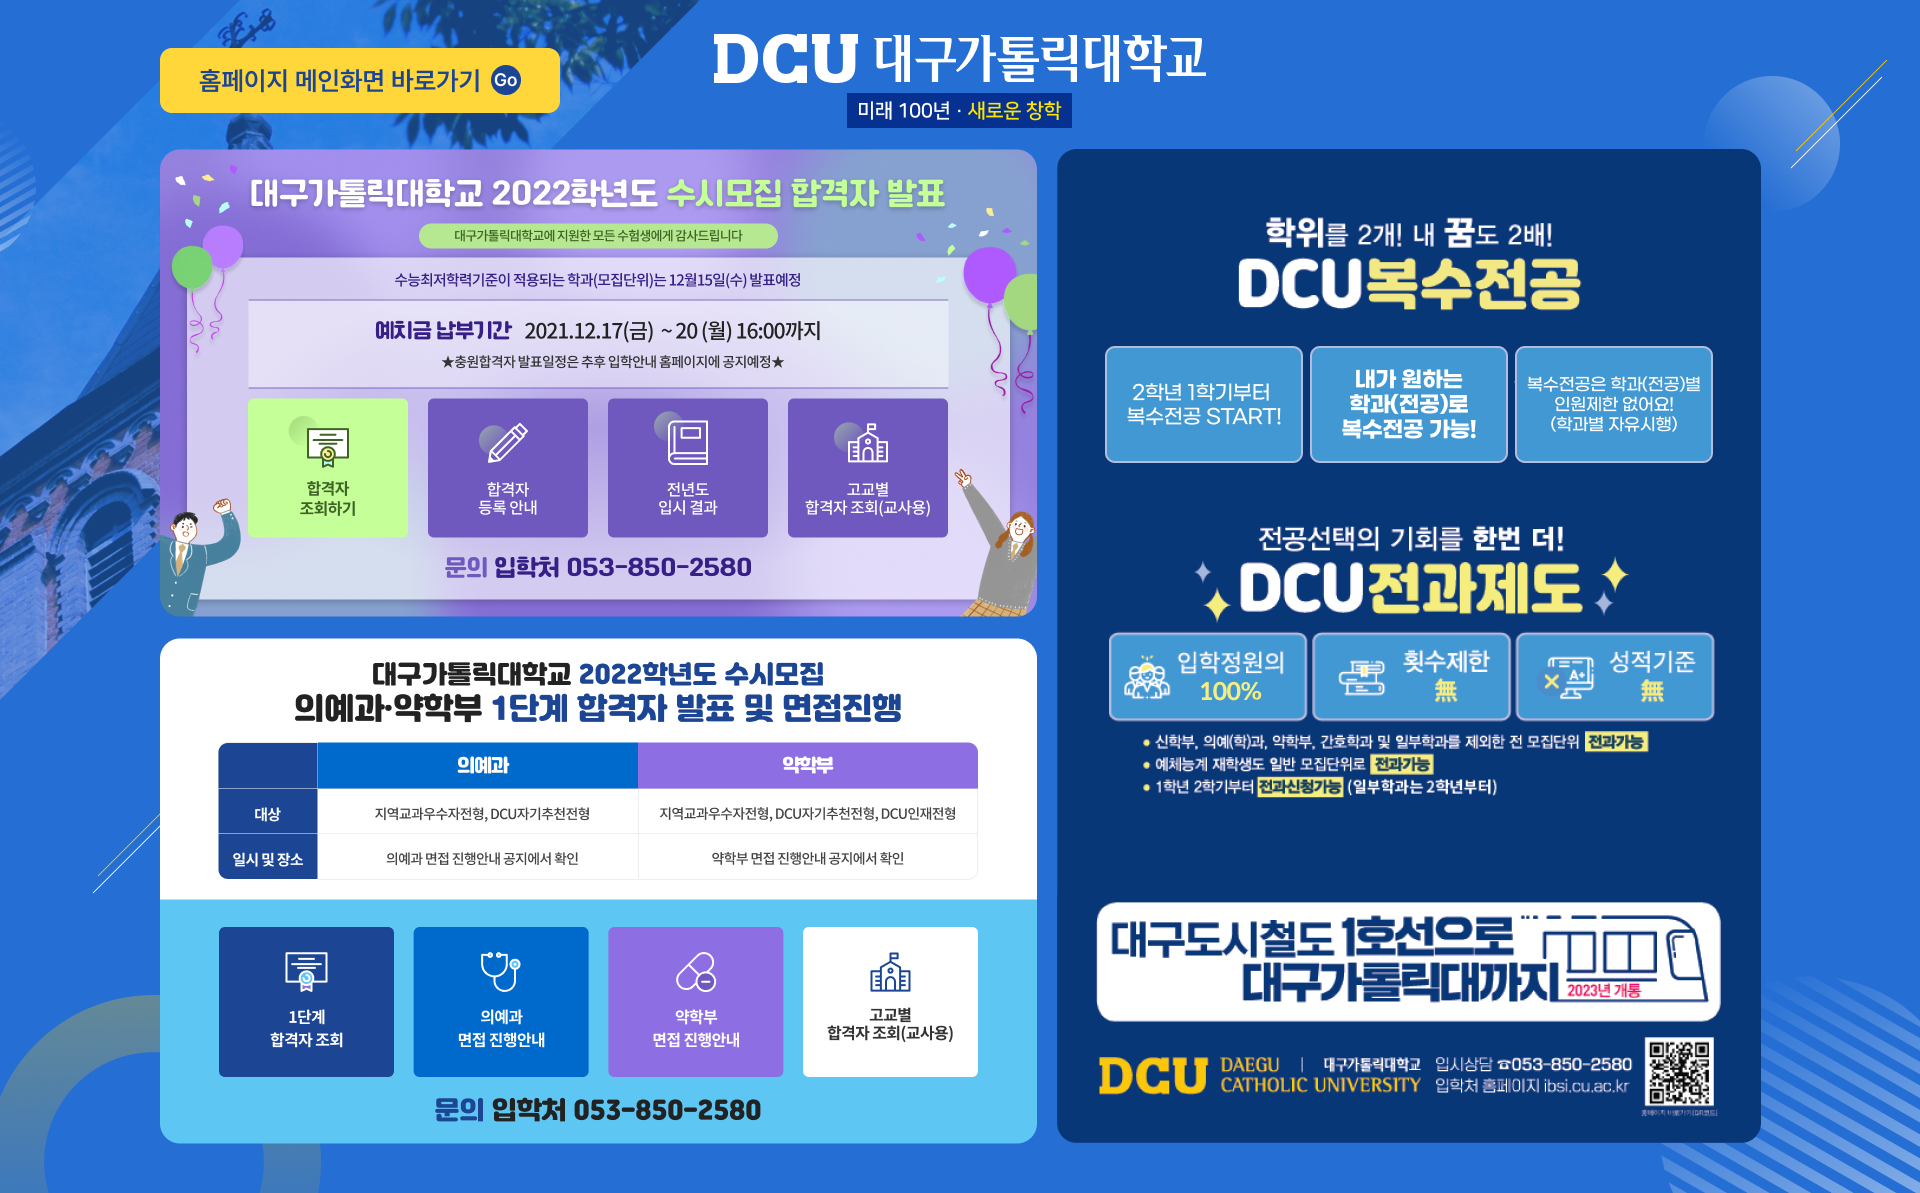 홈페이지 메인화면 바로가기 Go
DCU 대구가톨릭대학교
미래 100년 · 새로운 창학
대구가톨릭대학교 2022학년도 수시모집 합격자 발표
대구가톨릭대학교에 지원한 모든 수험생에게 감사드립니다
수능최저학력기준이 적용되는 학과(모집단위)는 12월15일(수) 발표예정
예치금 납부기간 2021.12.17(금) ~ 20 (월) 16:00까지
★충원합격자 발표일정은 추후 입학안내 홈페이지에 공지예정★
합격자
조회하기
합격자
등록 안내
전년도
입시 결과
고교별
합격자 조회(교사용)
문의 입학처 053-850-2580
대구가톨릭대학교 2022학년도 수시모집
의예과·약학부 1단계 합격자 발표 및 면접진행
의예과 약학부
대상 지역교과우수자전형, DCU자기추천전형 지역교과우수자전형, DCU자기추천전형, DCU인재전형
일시 및 장소 의예과 면접 진행안내 공지에서 확인 약학부 면접 진행안내 공지에서 확인
1단계
합격자 조회
의예과
면접 진행안내
약학부
면접 진행안내
고교별
합격자 조회(교사용)
문의 입학처 053-850-2580
학위를 2개! 내 꿈도 2배!
DCU복수전공
2학년 1학기부터
복수전공 START!
내가 원하는
학과(전공)로
복수전공 가능!
복수전공은 학과(전공)별
인원제한 없어요!
(학과별 자유시행)
전공선택의 기회를 한번 더!
DCU전과제도
입학정원의
100%
횟수제한
無
A+
성적기준
無
• 신학부, 의예(학)과, 약학부, 간호학과 및 일부학과를 제외한 전 모집단위 전과가능
• 예체능계 재학생도 일반 모집단위로 전과가능
• 1학년 2학기부터 전과신청가능 (일부학과는 2학년부터)
대구도시철도 1호선으로
대구가톨릭대까지 2023년 개통
DCU DAEGU
CATHOLIC UNIVERSITY
| 대구가톨릭대학교
입시상담 ☎053-850-2580
입학처 홈페이지 ibsi.cu.ac.kr